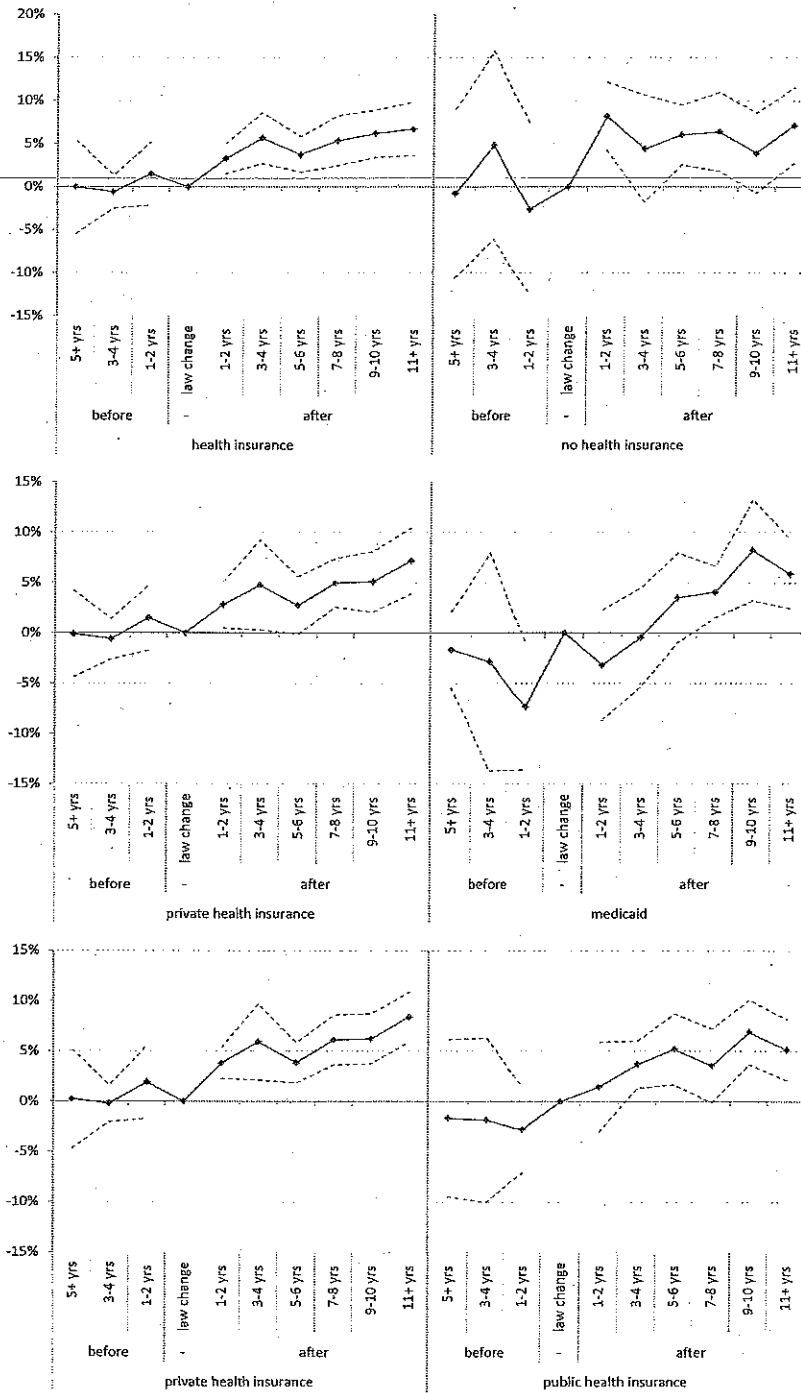 20%
15%
10%
5%
0%
-5%
-10%
-15%
5+ yrs 3-4 yrs 1-2 yrs law change 1-2 yrs 3-4 yrs 5-6 yrs 7-8 yrs 9-10 yrs 11+ yrs 5+ yrs 3-4 yrs 1-2 yrs law change 1-2 yrs 3-4 yrs 5-6 yrs 7-8 yrs 9-10 yrs 11+ yrs
before - after before - after
health insurance no health insurance
15%
10%
5%
0%
-5%
-10%
-15%
5+ yrs 3-4 yrs 1-2 yrs law change 1-2 yrs 3-4 yrs 5-6 yrs 7-8 yrs 9-10 yrs 11+ yrs 5+ yrs 3-4 yrs 1-2 yrs law change 1-2 yrs 3-4 yrs 5-6 yrs 7-8 yrs 9-10 yrs 11+ yrs
before - after before - after
private health insurance medicaid
15%
10%
5%
0%
-5%
-10%
-15%
5+ yrs 3-4 yrs 1-2 yrs law change 1-2 yrs 3-4 yrs 5-6 yrs 7-8 yrs 9-10 yrs 11+ yrs 5+ yrs 3-4 yrs 1-2 yrs law change 1-2 yrs 3-4 yrs 5-6 yrs 7-8 yrs 9-10 yrs 11+ yrs
before - after before - after
private health insurance public health insurance